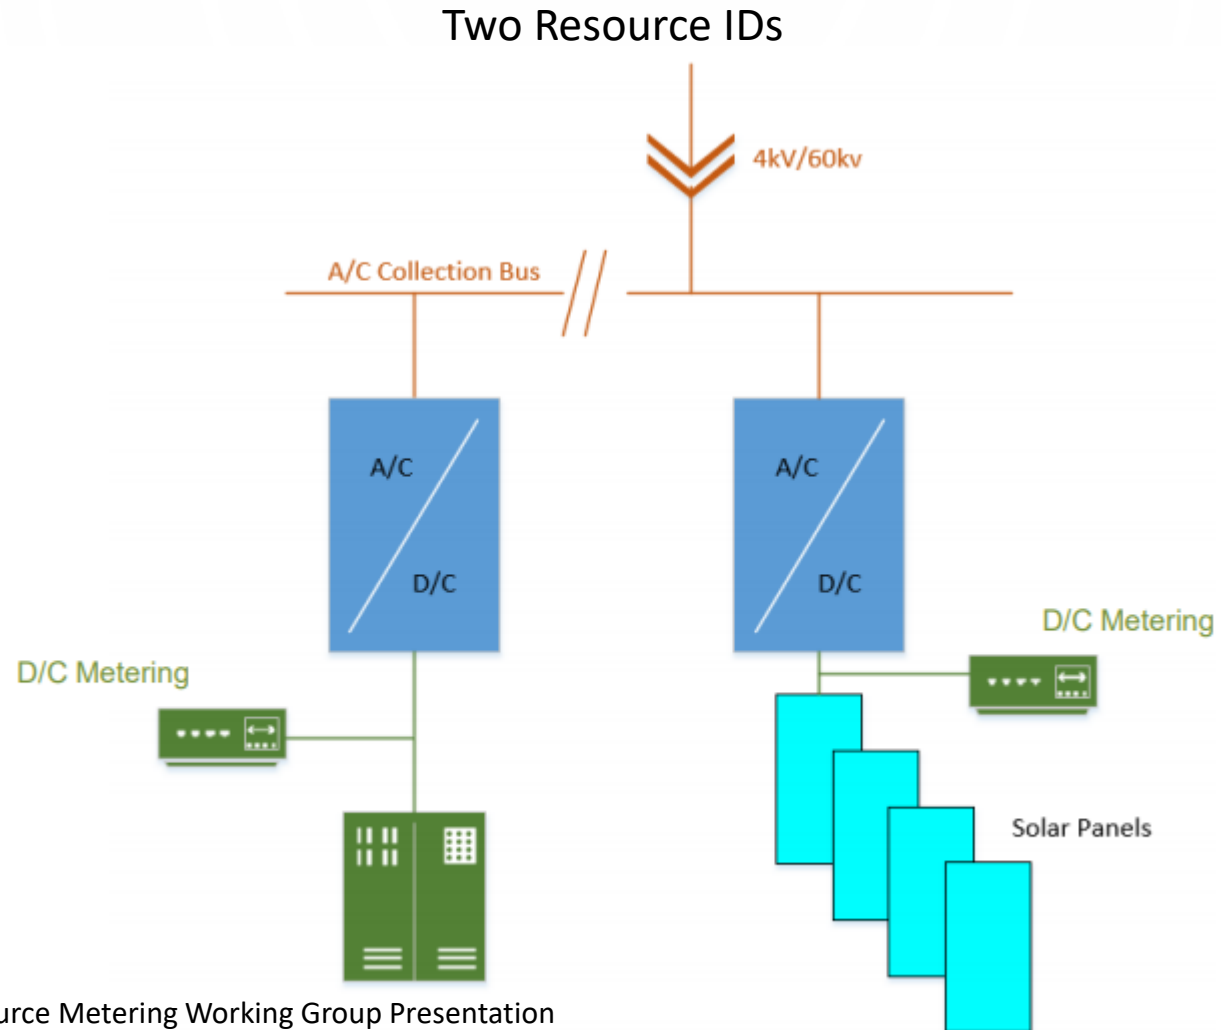 Two Resource IDs
4kV/60kv
A/C Collection Bus
A/C
A/C
D/C
D/C
D/C Metering
D/C Metering
Solar Panels
urce Metering Working Group Presentation